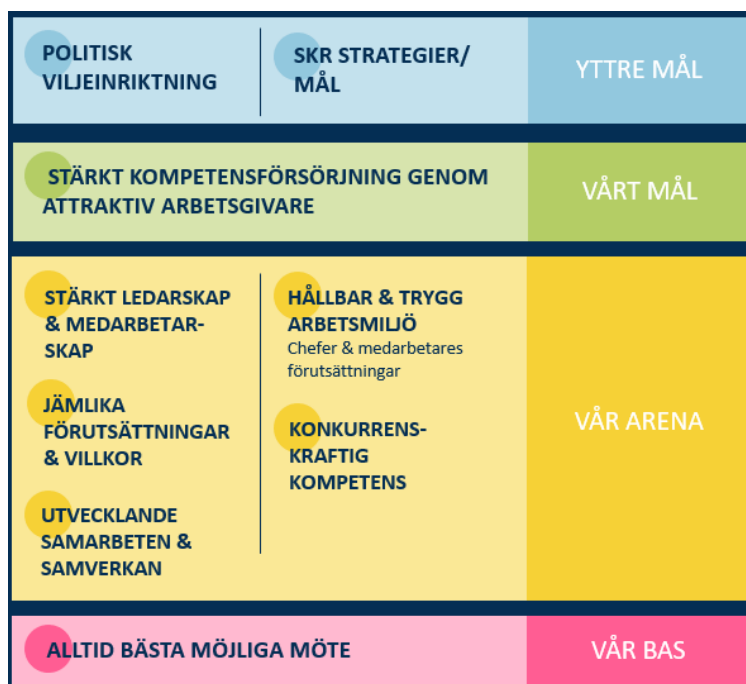 POLITISK
VILJEINRIKTNING
SKR STRATEGIER/
MÅL
YTTRE MÅL
STÄRKT KOMPETENSFÖRSÖRJNING GENOM
ATTRAKTIV ARBETSGIVARE
VÅRT MÅL
STÄRKT LEDARSKAP
& MEDARBETAR-
SKAP
JÄMLIKA
FÖRUTSÄTTNINGAR
& VILLKOR
UTVECKLANDE
SAMARBETEN &
SAMVERKAN
HÅLLBAR & TRYGG
ARBETSMILJÖ
Chefer & medarbetares
förutsättningar
KONKURRENS-
KRAFTIG
KOMPETENS
VÅR ARENA
ALLTID BÄSTA MÖJLIGA MÖTE
VÅR BAS